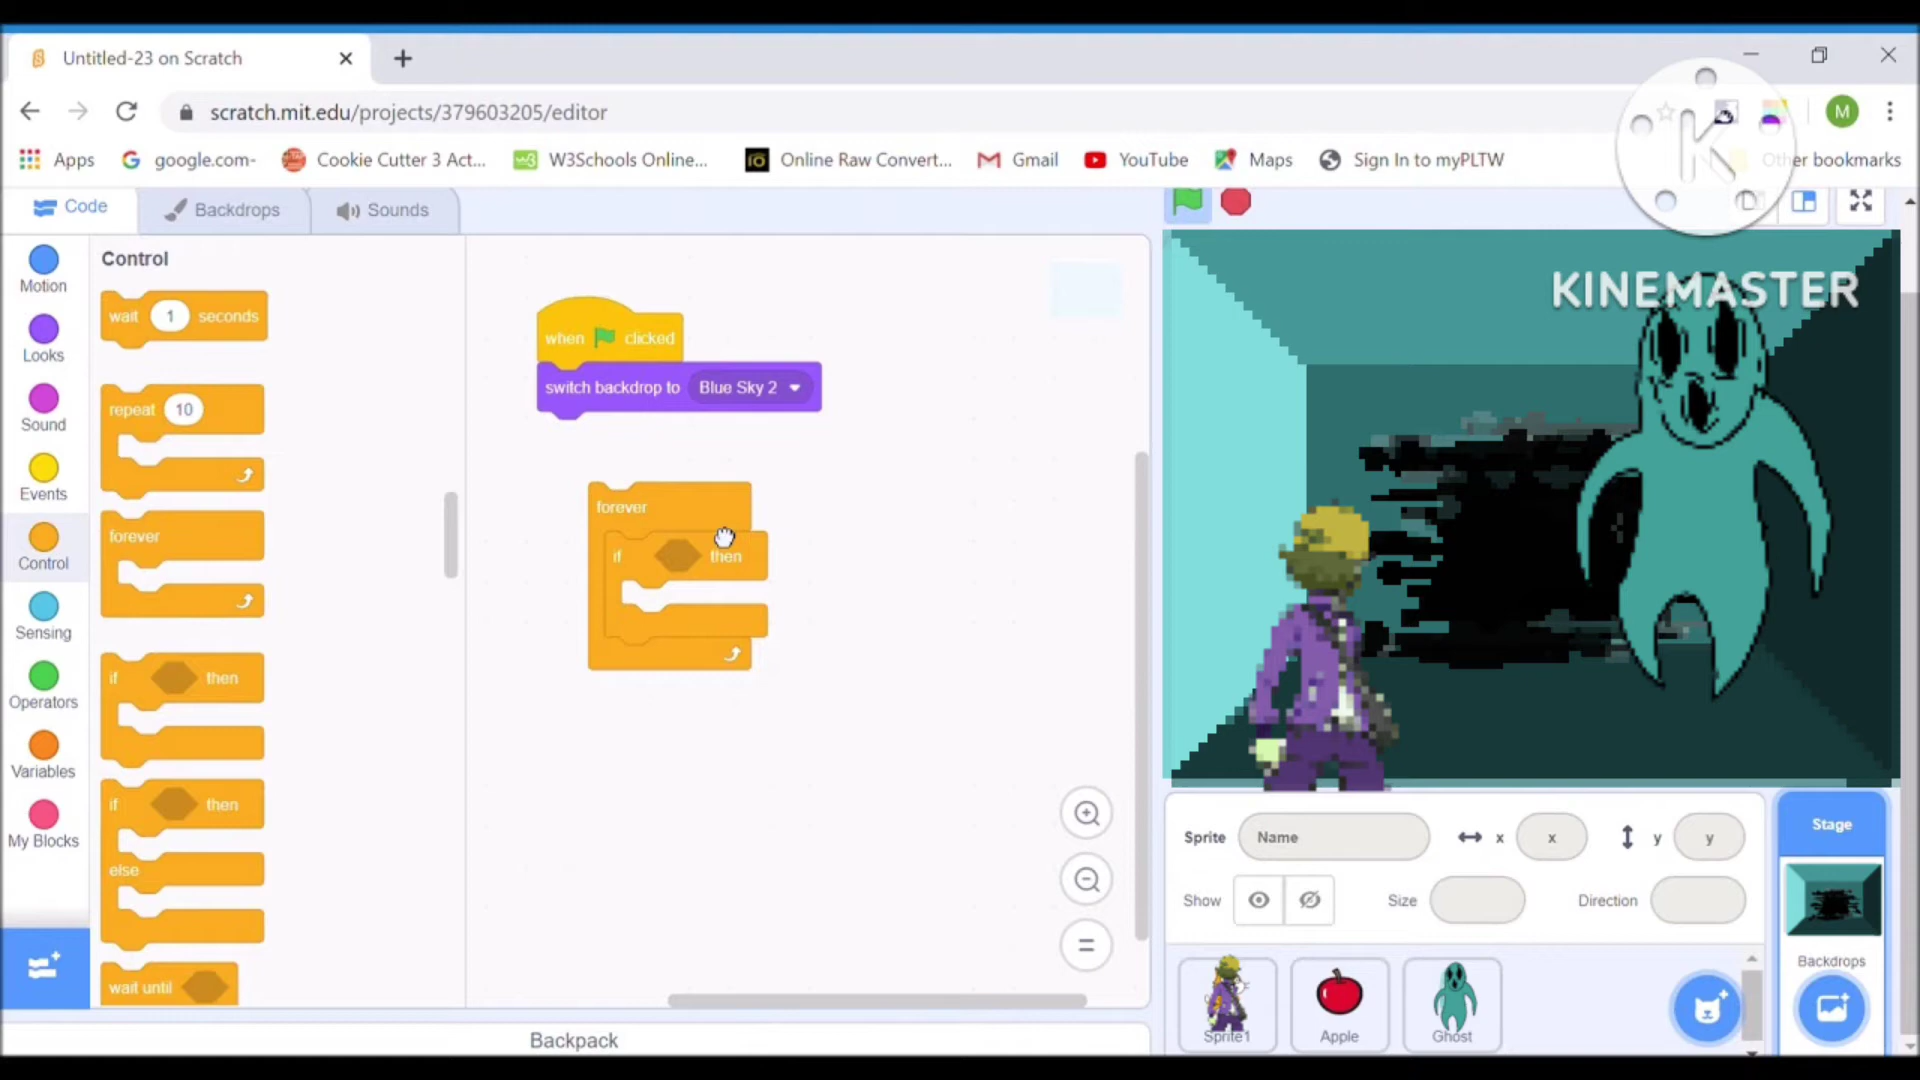 Untitled-23 on Scratch
scratch.mit.edu/projects/379603205/editor
M
Apps
google.com-
Cookie Cutter 3 Act...
W3Schools Online...
Online Raw Convert...
Gmail
YouTube
Maps
Sign In to myPLTW
Other bookmarks
K
Code
Backdrops
Sounds
Motion
Looks
Sound
Events
Control
Sensing
Operators
Variables
My Blocks
Control
wait 1 seconds
repeat 10
forever
if then
if then
else
wait until
when clicked
switch backdrop to Blue Sky 2
forever
if then
KINEMASTER
Sprite Name x x y y
Show Size Direction
Sprite1
Apple
Ghost
Stage
Backdrops
Backpack